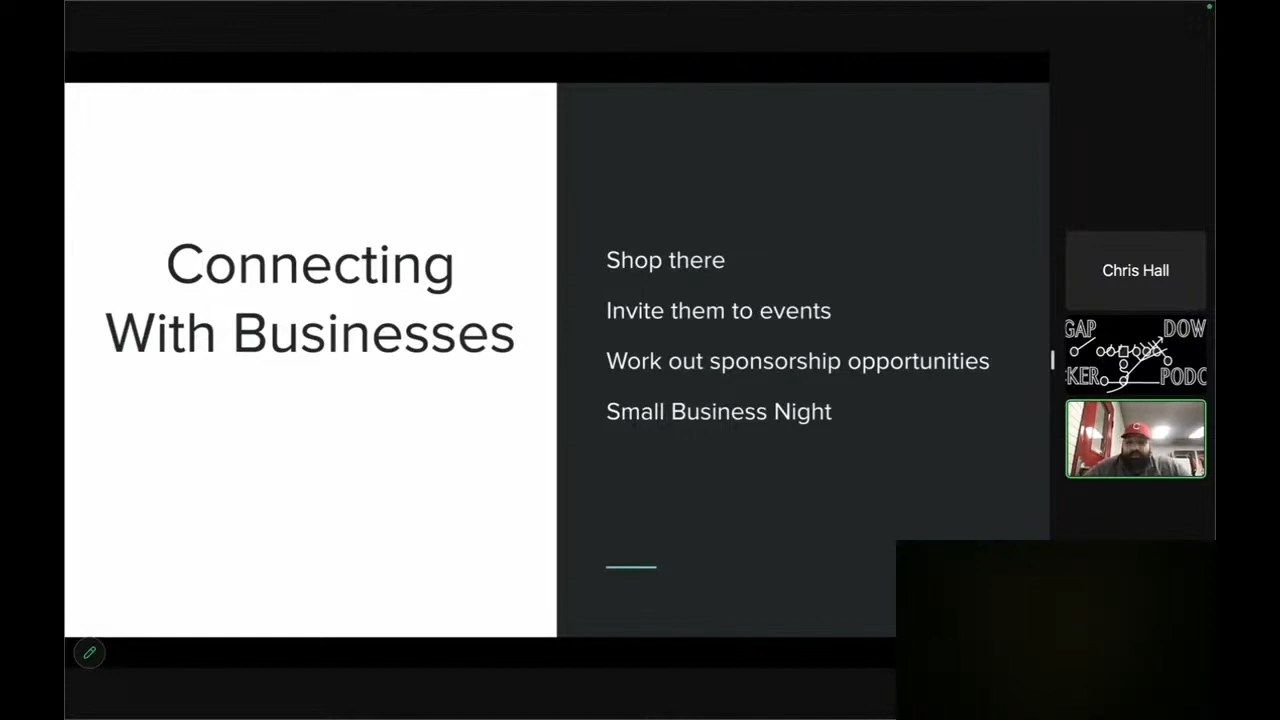 Connecting
With Businesses
Shop there
Invite them to events
Work out sponsorship opportunities
Small Business Night
Chris Hall
GAP DOW
KER PODC
C